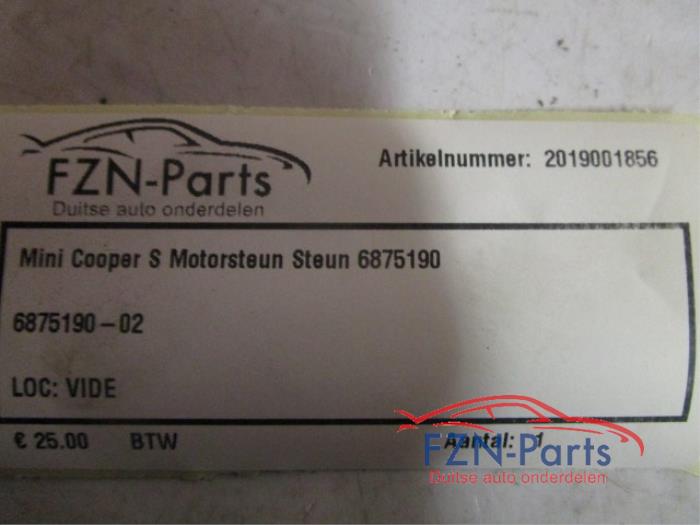 FZN-Parts
Duitse auto onderdelen
Artikelnummer: 2019001856
Mini Cooper S Motorsteun Steun 6875190
6875190-02
LOC: VIDE
€ 25.00 BTW Aantal: 1
FZN-Parts
Duitse auto onderdelen